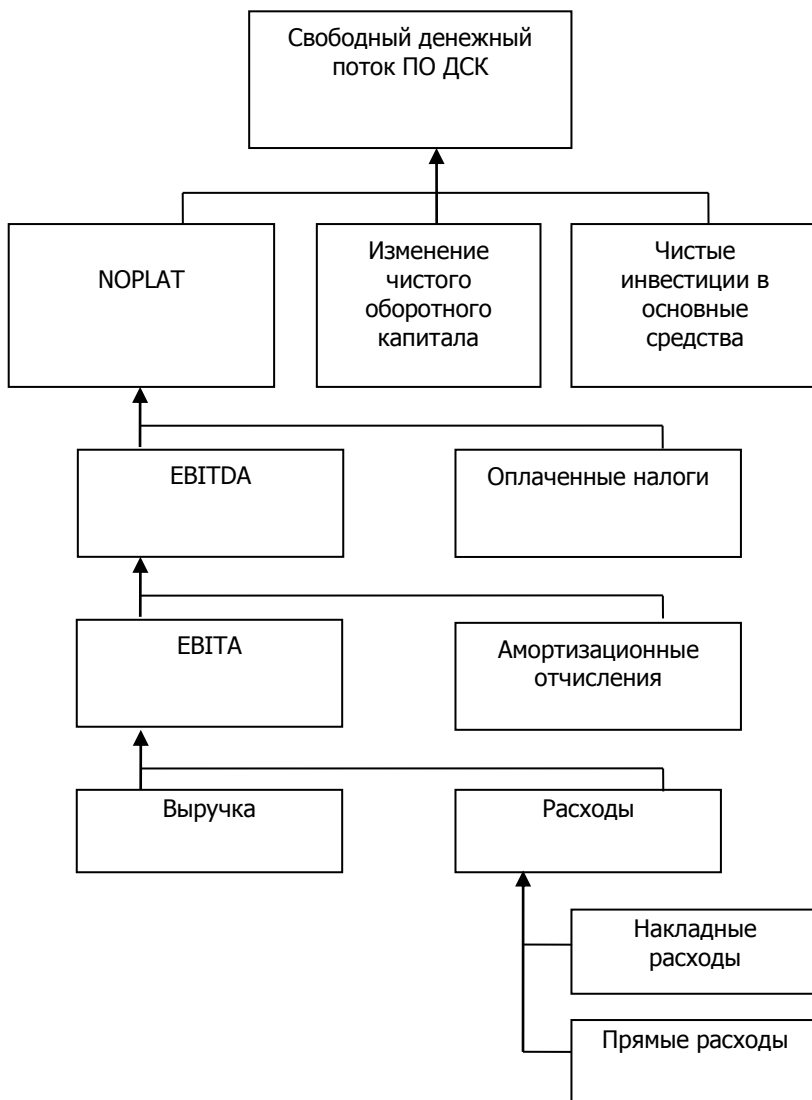 Свободный денежный
поток ПО ДСК
NOPLAT
Изменение
чистого
оборотного
капитала
Чистые
инвестиции в
основные
средства
EBITDA
Оплаченные налоги
EBITA
Амортизационные
отчисления
Выручка
Расходы
Накладные
расходы
Прямые расходы